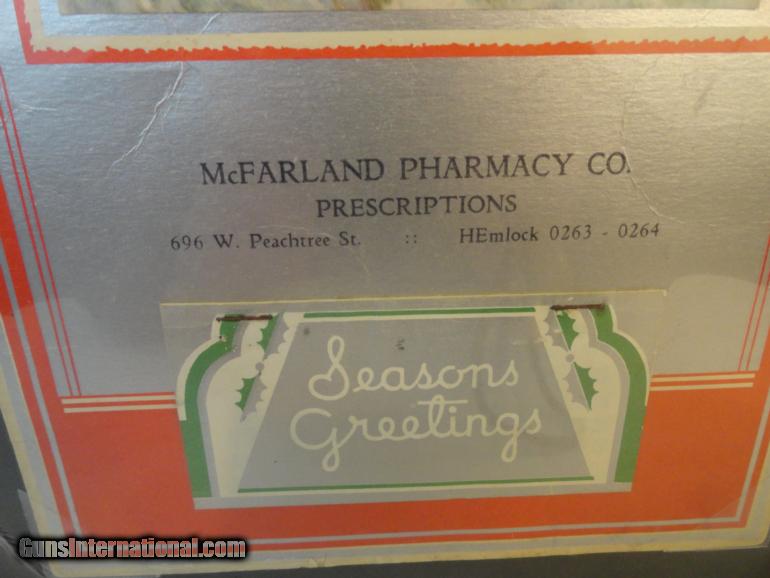 McFARLAND PHARMACY CO.
PRESCRIPTIONS
696 W. Peachtree St. :: HEmlock 0263 - 0264
Seasons
Greetings
GunsInternational.com